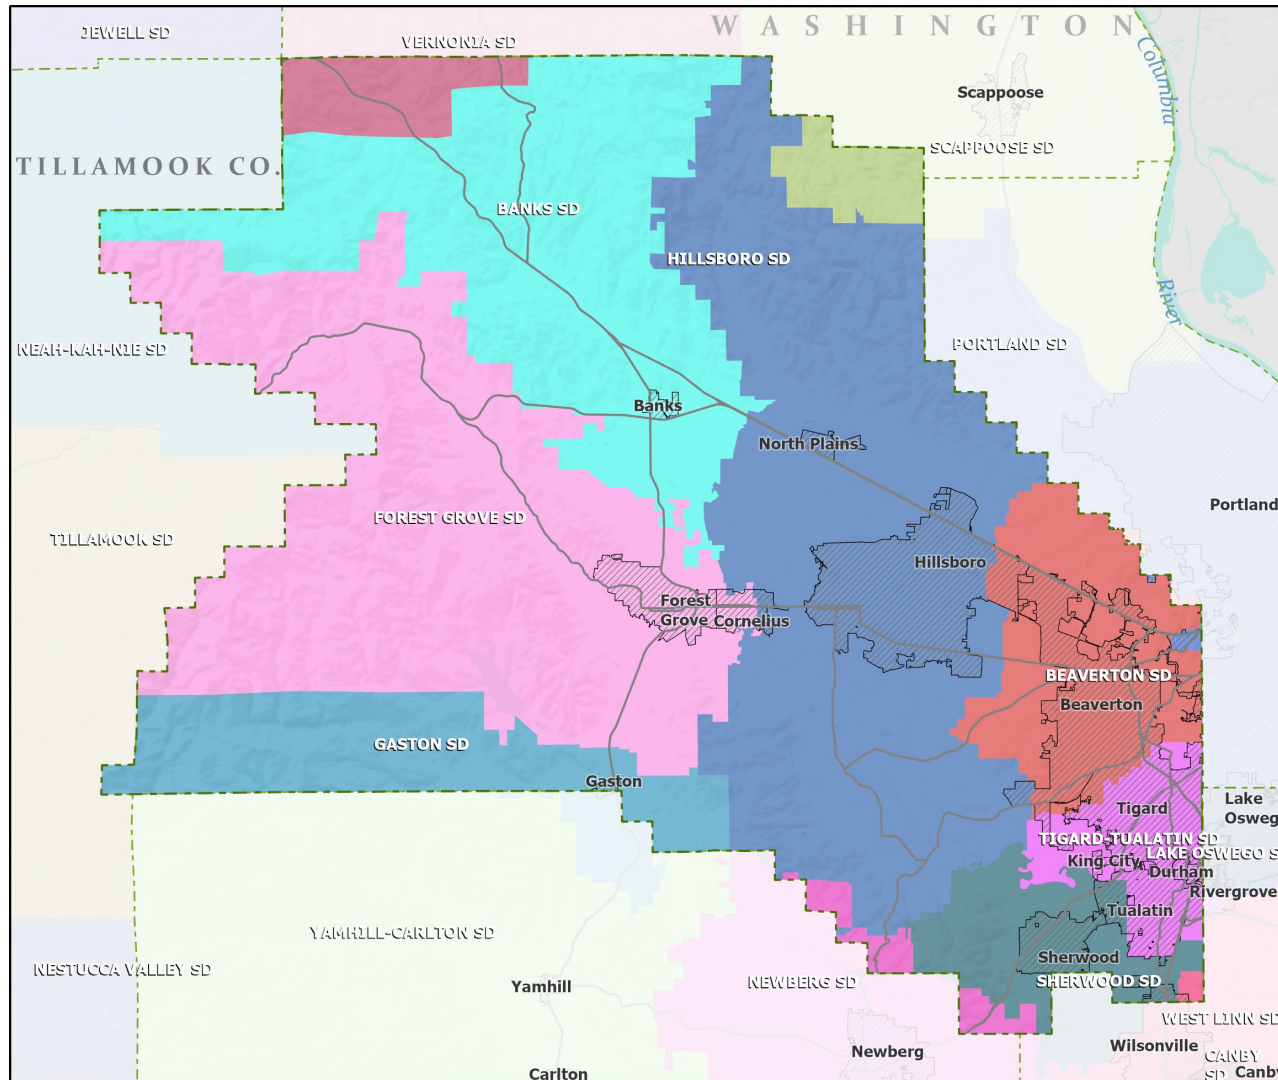 WASHINGTON
JEWELL SD
VERNONIA SD
Columbia
River
Scappoose
SCAPPOOSE SD
TILLAMOOK CO.
BANKS SD
HILLSBORO SD
NEAH-KAH-NIE SD
PORTLAND SD
Banks
North Plains
Portland
FOREST GROVE SD
TILLAMOOK SD
Hillsboro
Forest
Grove
Cornelius
BEAVERTON SD
Beaverton
GASTON SD
Gaston
Tigard
Lake
Osweg
TIGARD-TUALATIN SD
LAKE OSWEGO S
King City
Durham
Rivergrove
Tualatin
YAMHILL-CARLTON SD
Sherwood
NESTUCCA VALLEY SD
Yamhill
NEWBERG SD
SHERWOOD SD
WEST LINN SD
Wilsonville
Newberg
CANBY
SD
Canby
Carlton